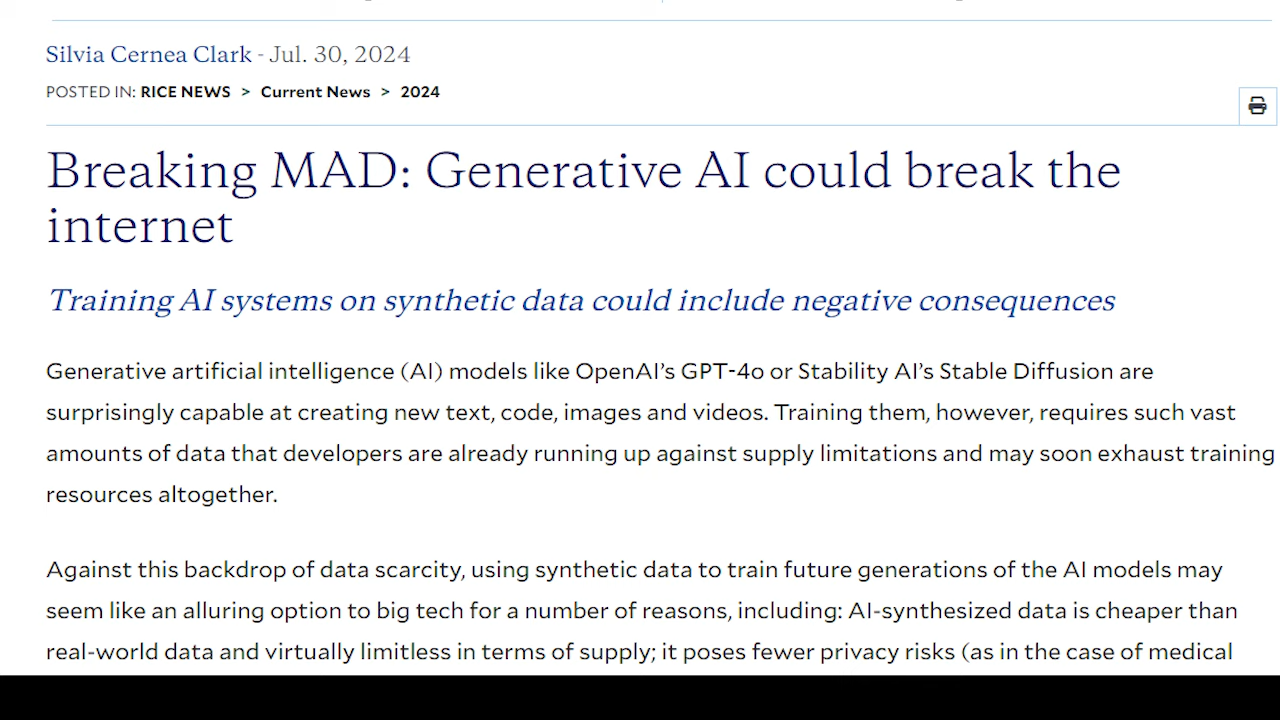 Silvia Cernea Clark - Jul. 30, 2024
POSTED IN: RICE NEWS > Current News > 2024
Breaking MAD: Generative AI could break the
internet
Training AI systems on synthetic data could include negative consequences
Generative artificial intelligence (AI) models like OpenAI’s GPT-4o or Stability AI’s Stable Diffusion are
surprisingly capable at creating new text, code, images and videos. Training them, however, requires such vast
amounts of data that developers are already running up against supply limitations and may soon exhaust training
resources altogether.
Against this backdrop of data scarcity, using synthetic data to train future generations of the AI models may
seem like an alluring option to big tech for a number of reasons, including: AI-synthesized data is cheaper than
real-world data and virtually limitless in terms of supply; it poses fewer privacy risks (as in the case of medical